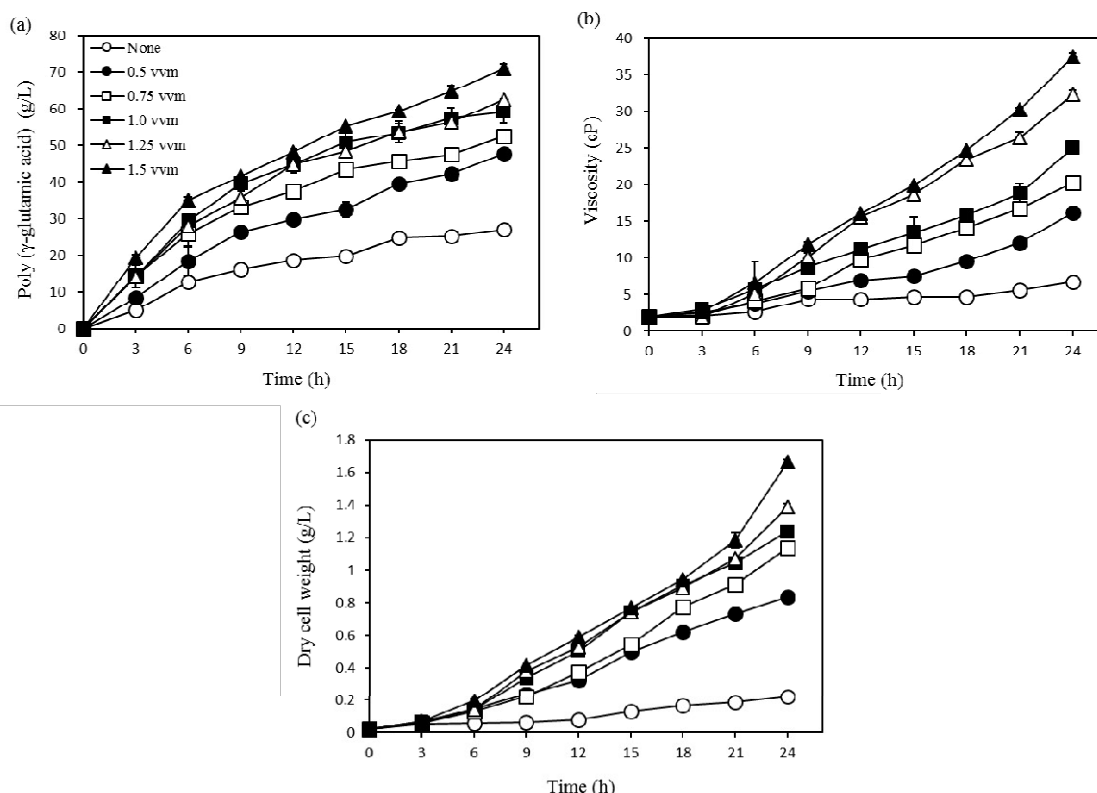 (a)
80
70
60
50
40
30
20
10
0
Poly (γ-glutamic acid) (g/L)
None
0.5 vvm
0.75 vvm
1.0 vvm
1.25 vvm
1.5 vvm
0 3 6 9 12 15 18 21 24
Time (h)
(b)
40
35
30
25
20
15
10
5
0
Viscosity (cP)
0 3 6 9 12 15 18 21 24
Time (h)
(c)
1.8
1.6
1.4
1.2
1
0.8
0.6
0.4
0.2
0
Dry cell weight (g/L)
0 3 6 9 12 15 18 21 24
Time (h)